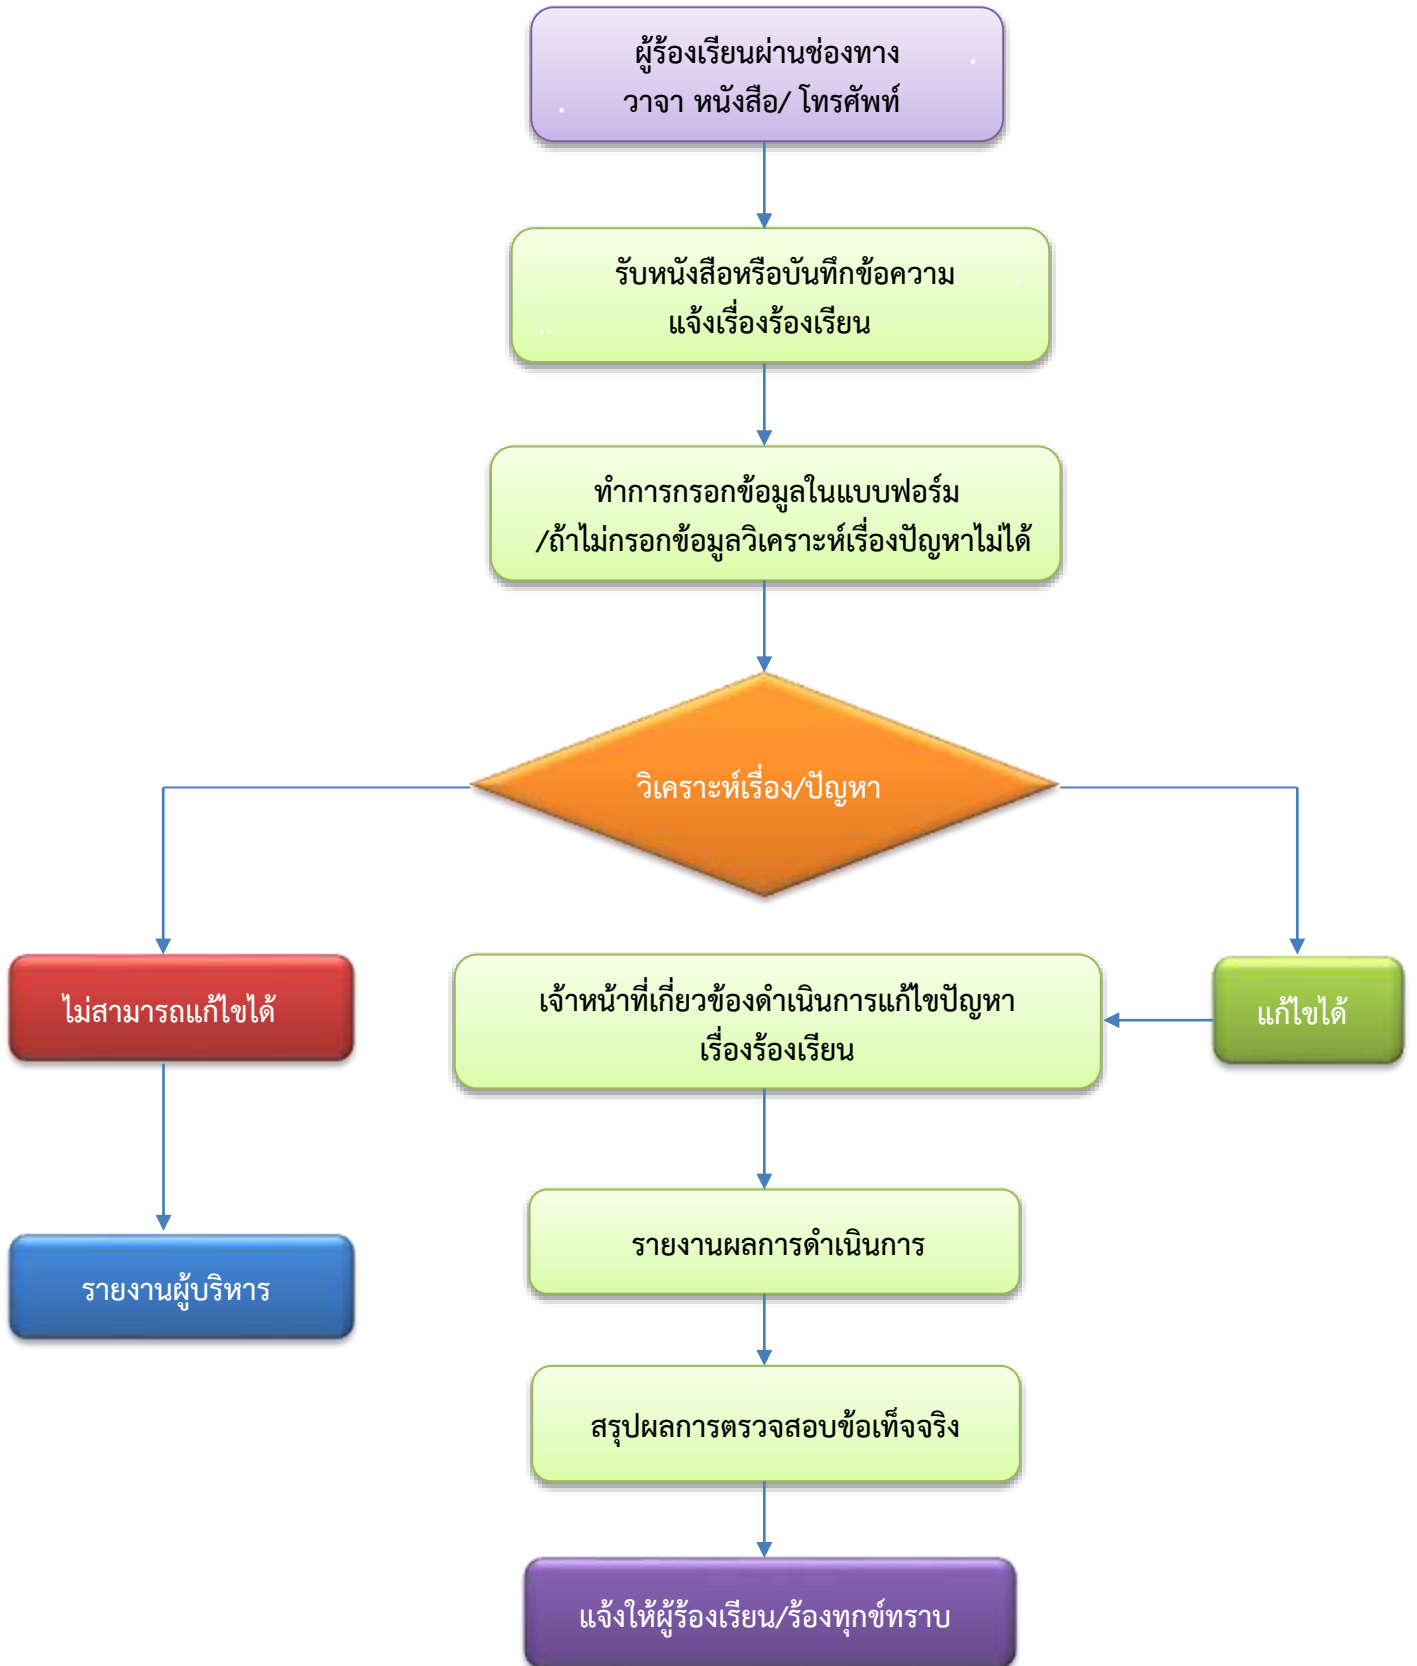 ผู้ร้องเรียนผ่านช่องทาง
วาจา หนังสือ/ โทรศัพท์
รับหนังสือหรือบันทึกข้อความ
แจ้งเรื่องร้องเรียน
ทำการกรอกข้อมูลในแบบฟอร์ม
/ถ้าไม่กรอกข้อมูลวิเคราะห์เรื่องปัญหาไม่ได้
วิเคราะห์เรื่อง/ปัญหา
ไม่สามารถแก้ไขได้
เจ้าหน้าที่เกี่ยวข้องดำเนินการแก้ไขปัญหา
เรื่องร้องเรียน
แก้ไขได้
รายงานผลการดำเนินการ
รายงานผู้บริหาร
สรุปผลการตรวจสอบข้อเท็จจริง
แจ้งให้ผู้ร้องเรียน/ร้องทุกข์ทราบ